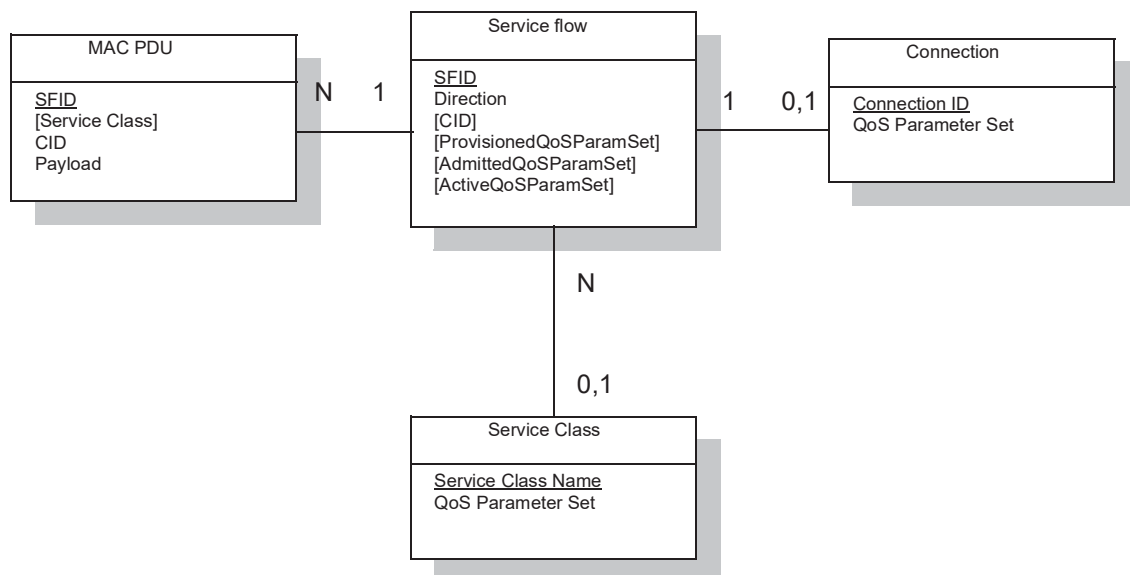 MAC PDU
SFID
[Service Class]
CID
Payload
N
1
Service flow
SFID
Direction
[CID]
[ProvisionedQoSParamSet]
[AdmittedQoSParamSet]
[ActiveQoSParamSet]
1
0,1
Connection
Connection ID
QoS Parameter Set
N
0,1
Service Class
Service Class Name
QoS Parameter Set